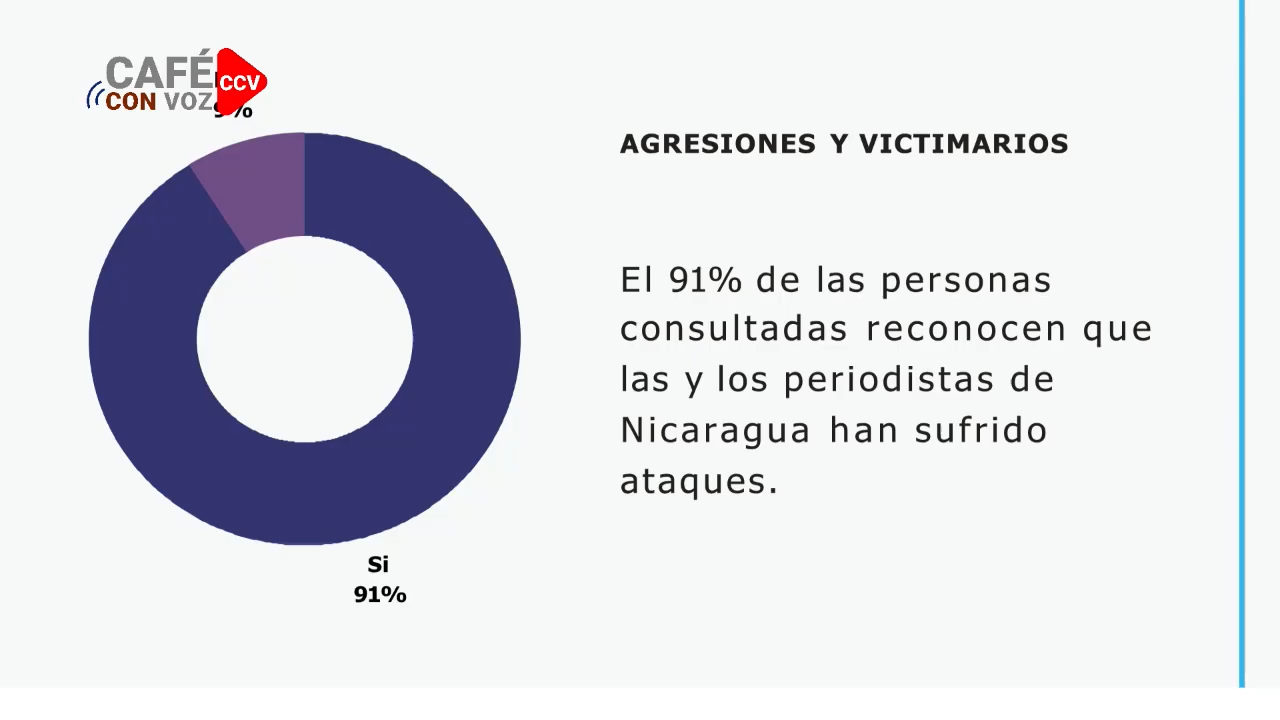 CAFÉ
CON VOZ
CCV
9%
AGRESIONES Y VICTIMARIOS
El 91% de las personas
consultadas reconocen que
las y los periodistas de
Nicaragua han sufrido
ataques.
Si
91%